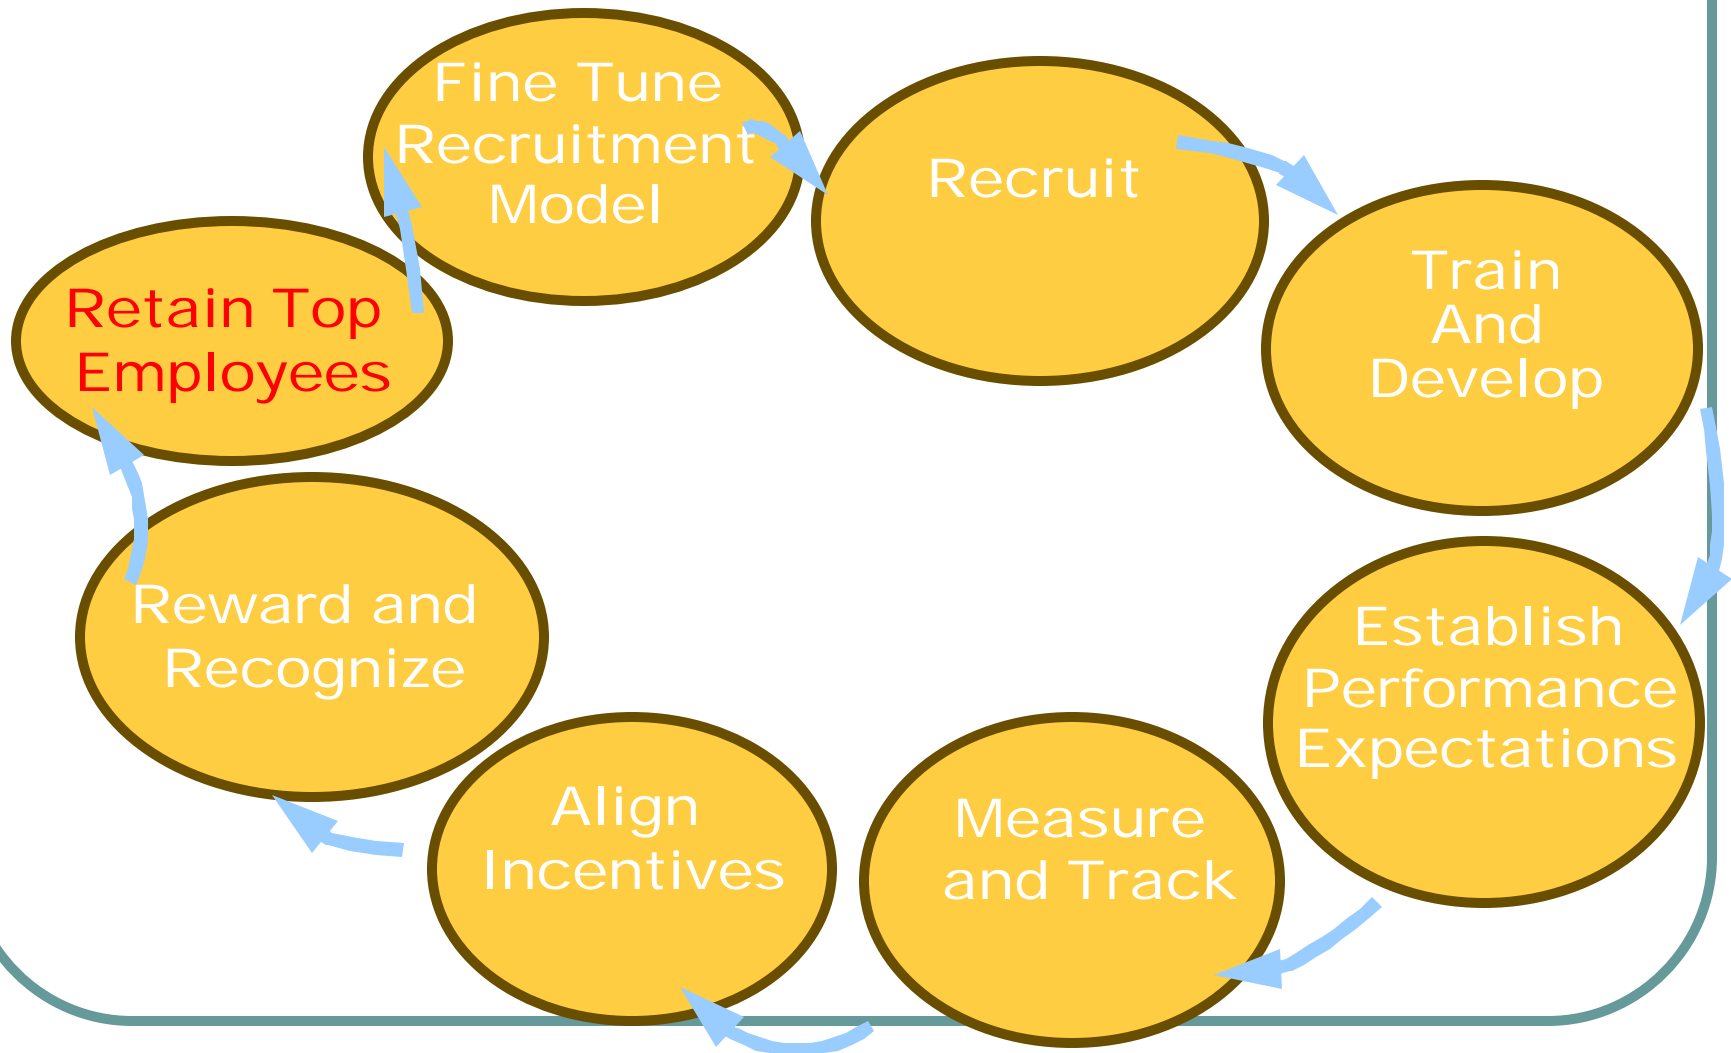 Fine Tune
Recruitment
Model
Recruit
Train
And
Develop
Establish
Performance
Expectations
Measure
and Track
Align
Incentives
Reward and
Recognize
Retain Top
Employees